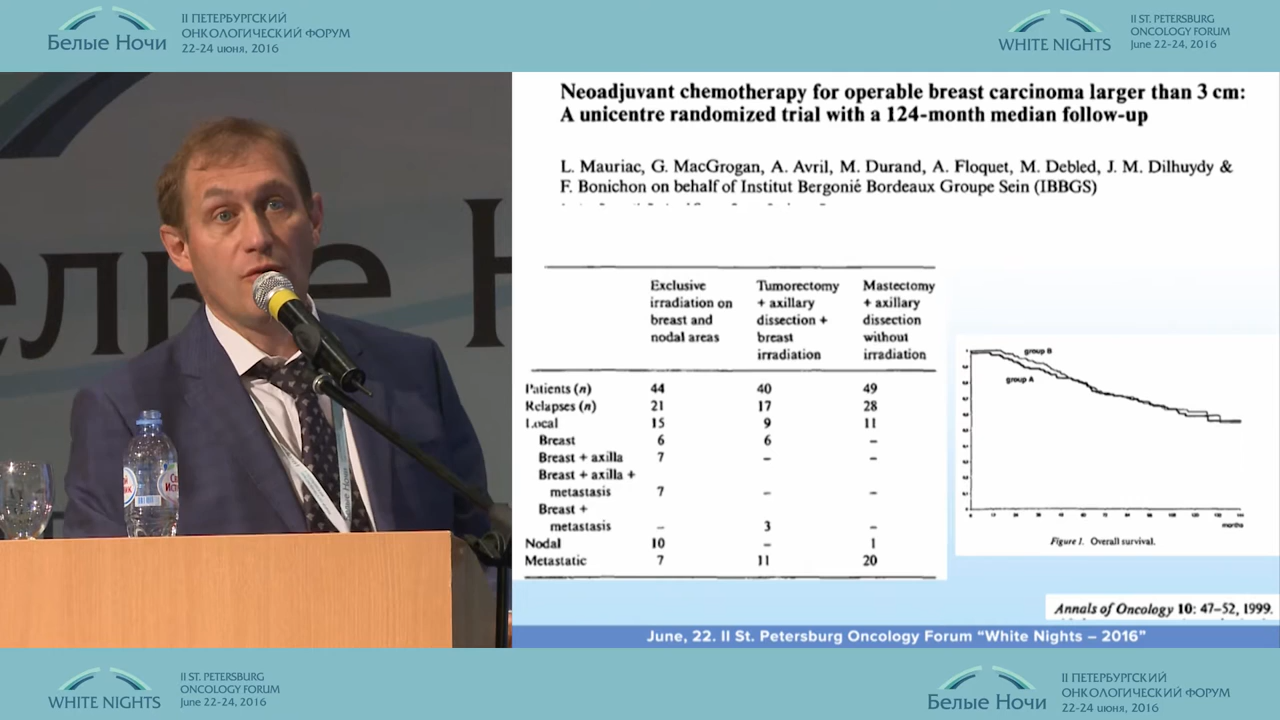 Белые Ночи
II ПЕТЕРБУРГСКИЙ
ОНКОЛОГИЧЕСКИЙ ФОРУМ
22-24 июня, 2016
WHITE NIGHTS
II ST. PETERSBURG
ONCOLOGY FORUM
June 22-24, 2016
Neoadjuvant chemotherapy for operable breast carcinoma larger than 3 cm:
A unicentre randomized trial with a 124-month median follow-up
L. Mauriac, G. MacGrogan, A. Avril, M. Durand, A. Floquet, M. Debled, J. M. Dilhuydy &
F. Bonichon on behalf of Institut Bergonié Bordeaux Groupe Sein (IBBGS)
Exclusive irradiation on breast and nodal areas
Tumorectomy + axillary dissection + breast irradiation
Mastectomy + axillary dissection without irradiation
Patients (n) 44 40 49
Relapses (n) 21 17 28
Local 15 9 11
Breast 6 6 –
Breast + axilla 7 – –
Breast + axilla +
metastasis 7 – –
Breast +
metastasis – 3 –
Nodal 10 – 1
Metastatic 7 11 20
group B
group A
months
Figure 1. Overall survival.
Annals of Oncology 10: 47–52, 1999.
June, 22. II St. Petersburg Oncology Forum “White Nights – 2016”
WHITE NIGHTS
II ST. PETERSBURG
ONCOLOGY FORUM
June 22-24, 2016
Белые Ночи
II ПЕТЕРБУРГСКИЙ
ОНКОЛОГИЧЕСКИЙ ФОРУМ
22-24 июня, 2016